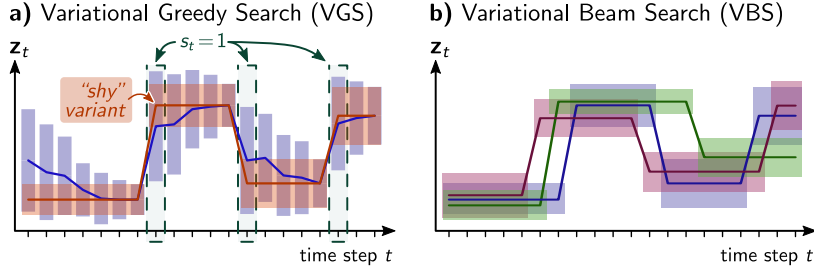 a) Variational Greedy Search (VGS)
b) Variational Beam Search (VBS)
z_t
s_t = 1
z_t
“shy”
variant
time step t
time step t